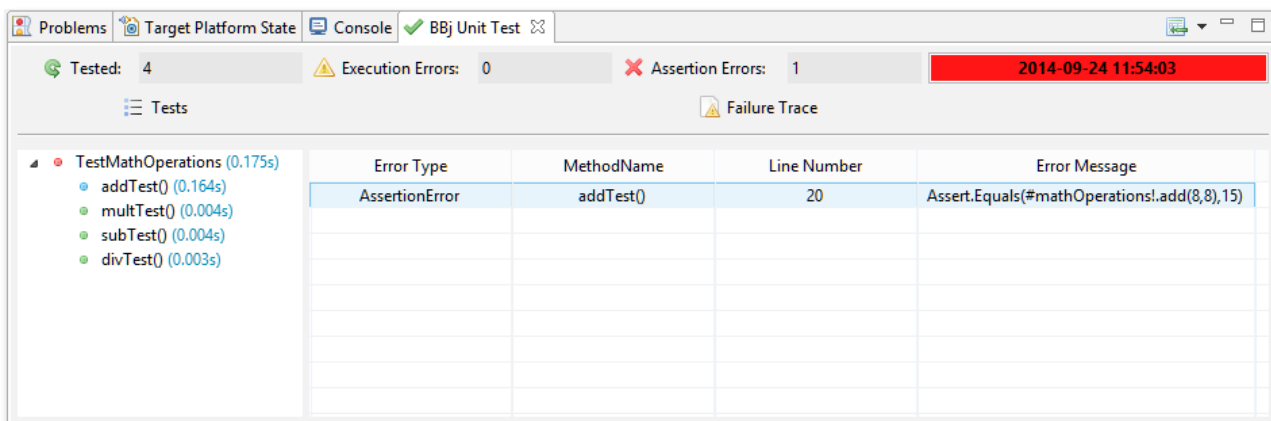 Problems Target Platform State Console BBj Unit Test
Tested: 4 Execution Errors: 0 Assertion Errors: 1 2014-09-24 11:54:03
Tests Failure Trace
TestMathOperations (0.175s)
addTest() (0.164s)
multTest() (0.004s)
subTest() (0.004s)
divTest() (0.003s)
Error Type MethodName Line Number Error Message
AssertionError addTest() 20 Assert.Equals(#mathOperations!.add(8,8),15)